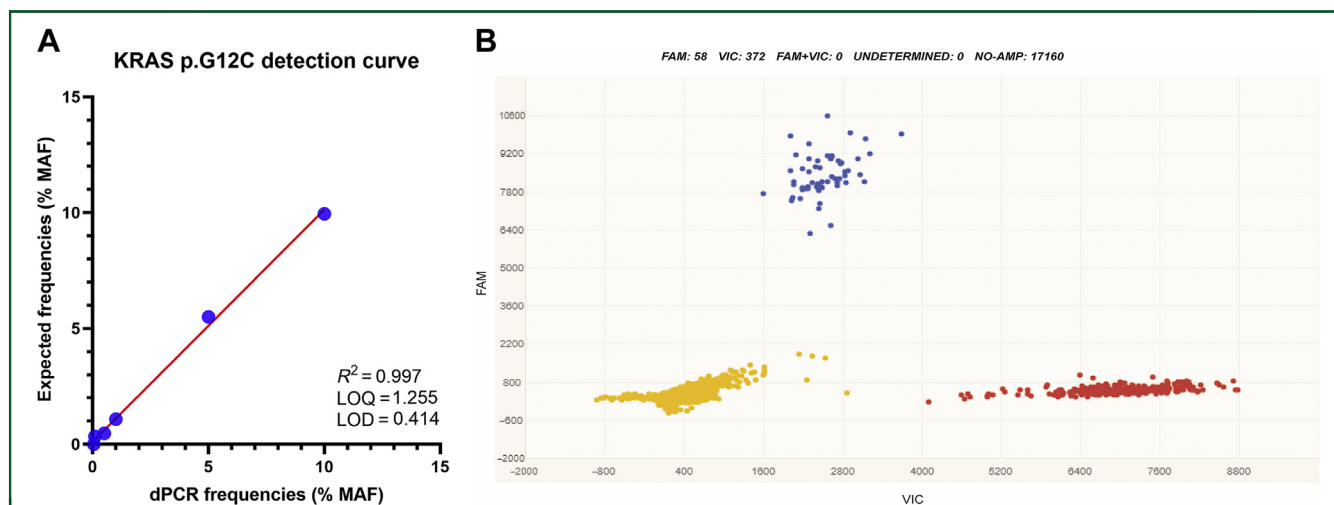 A
KRAS p.G12C detection curve
15
10
5
0
0
5
10
15
Expected frequencies (% MAF)
dPCR frequencies (% MAF)
R² = 0.997
LOQ = 1.255
LOD = 0.414
B
FAM: 58 VIC: 372 FAM+VIC: 0 UNDETERMINED: 0 NO-AMP: 17160
10600
9200
7800
6400
5000
3600
2200
800
−600
−2000
FAM
−2000 −800 400 1600 2800 4000 5200 6400 7600 8800
VIC